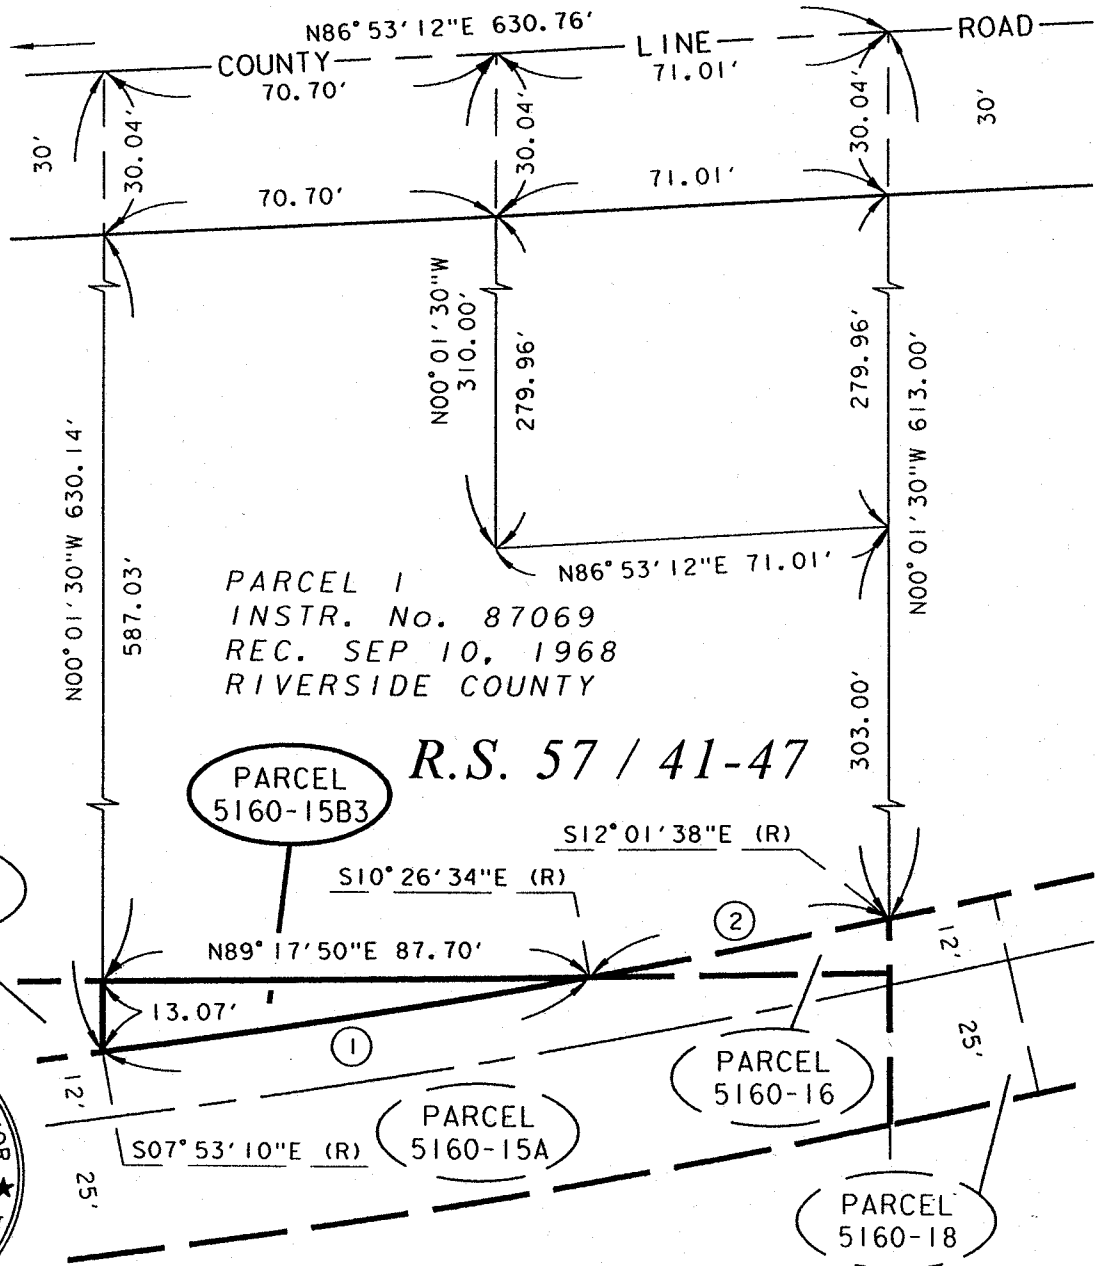 N86°53'12"E 630.76'
COUNTY LINE ROAD
70.70'
71.01'
30'
30.04'
30.04'
30.04'
30'
70.70'
71.01'
N00°01'30"W
310.00'
279.96'
279.96'
N00°01'30"W 613.00'
N00°01'30"W 630.14'
587.03'
N86°53'12"E 71.01'
PARCEL 1
INSTR. No. 87069
REC. SEP 10, 1968
RIVERSIDE COUNTY
R.S. 57 / 41-47
303.00'
PARCEL
5160-15B3
S12°01'38"E (R)
S10°26'34"E (R)
2
N89°17'50"E 87.70'
12'
13.07'
1
25'
PARCEL
5160-16
12'
PARCEL
5160-15A
S07°53'10"E (R)
25'
PARCEL
5160-18